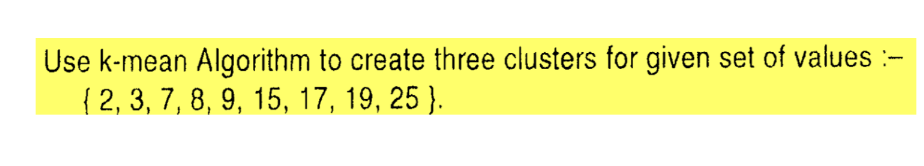 Use k-mean Algorithm to create three clusters for given set of values :–
{ 2, 3, 7, 8, 9, 15, 17, 19, 25 }.